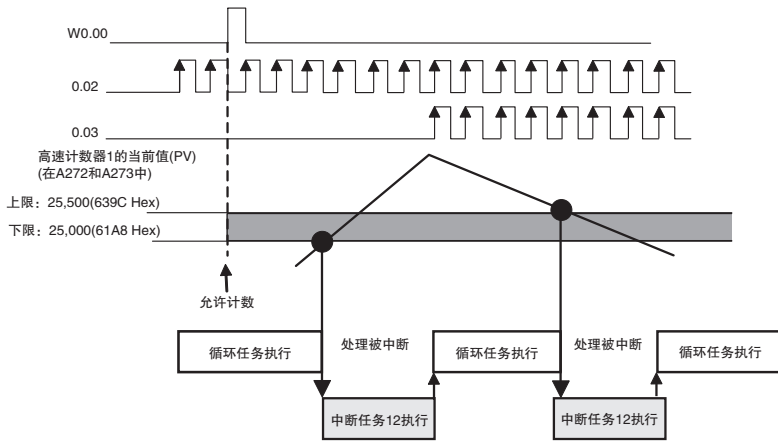 W0.00
0.02
0.03
高速计数器1的当前值(PV)
(在A272和A273中)
上限：25,500(639C Hex)
下限：25,000(61A8 Hex)
允许计数
循环任务执行
处理被中断
循环任务执行
处理被中断
循环任务执行
中断任务12执行
中断任务12执行